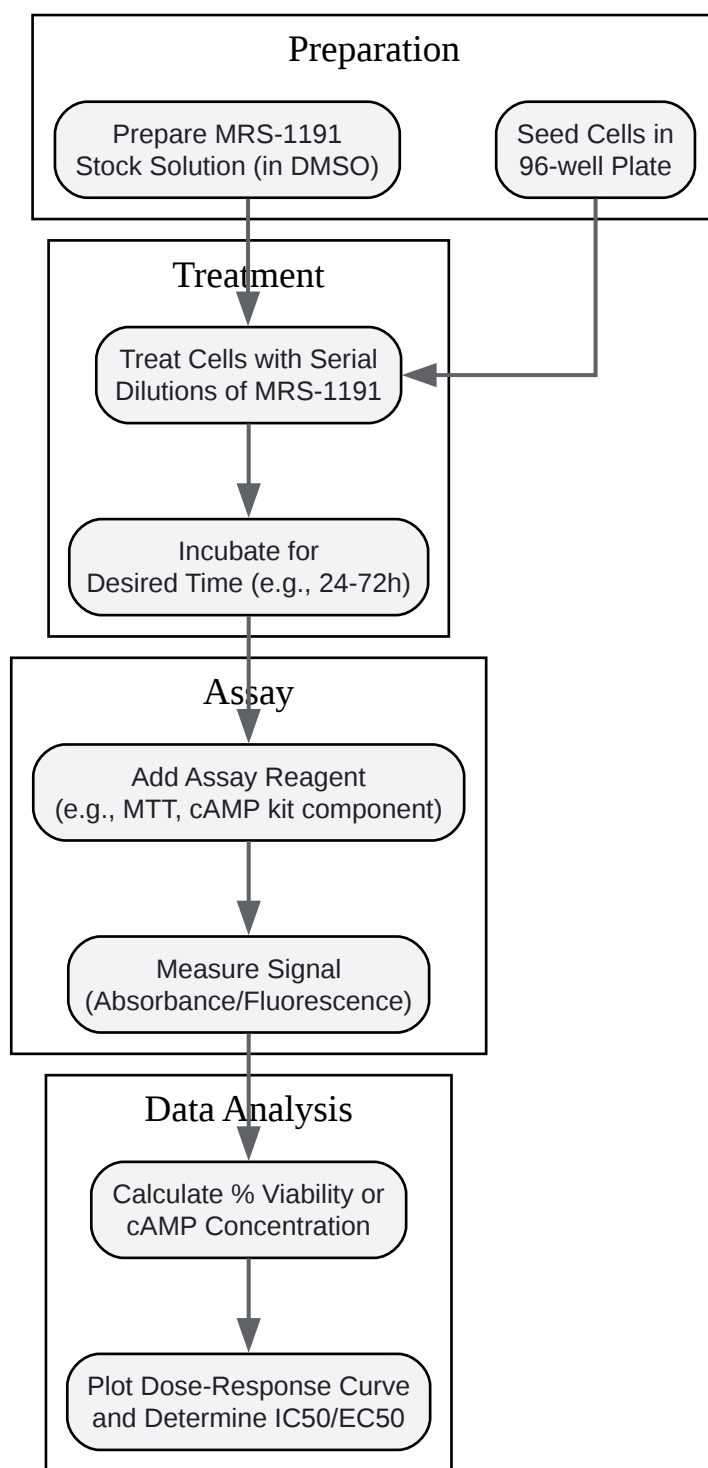 Preparation
Prepare MRS-1191
Stock Solution (in DMSO)
Seed Cells in
96-well Plate
Treatment
Treat Cells with Serial
Dilutions of MRS-1191
Incubate for
Desired Time (e.g., 24-72h)
Assay
Add Assay Reagent
(e.g., MTT, cAMP kit component)
Measure Signal
(Absorbance/Fluorescence)
Data Analysis
Calculate % Viability or
cAMP Concentration
Plot Dose-Response Curve
and Determine IC50/EC50